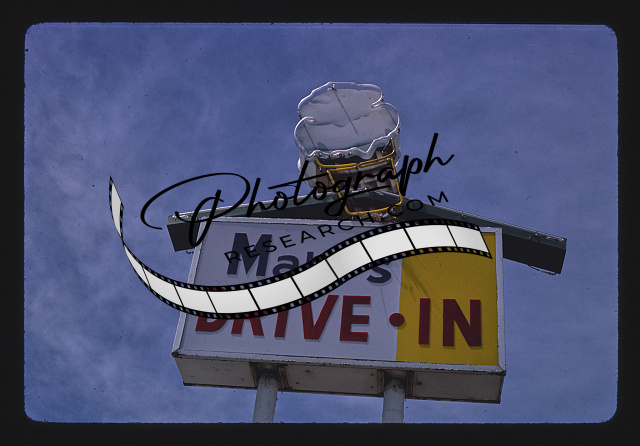 Photograph
RESEARCH.COM
DRIVE • IN